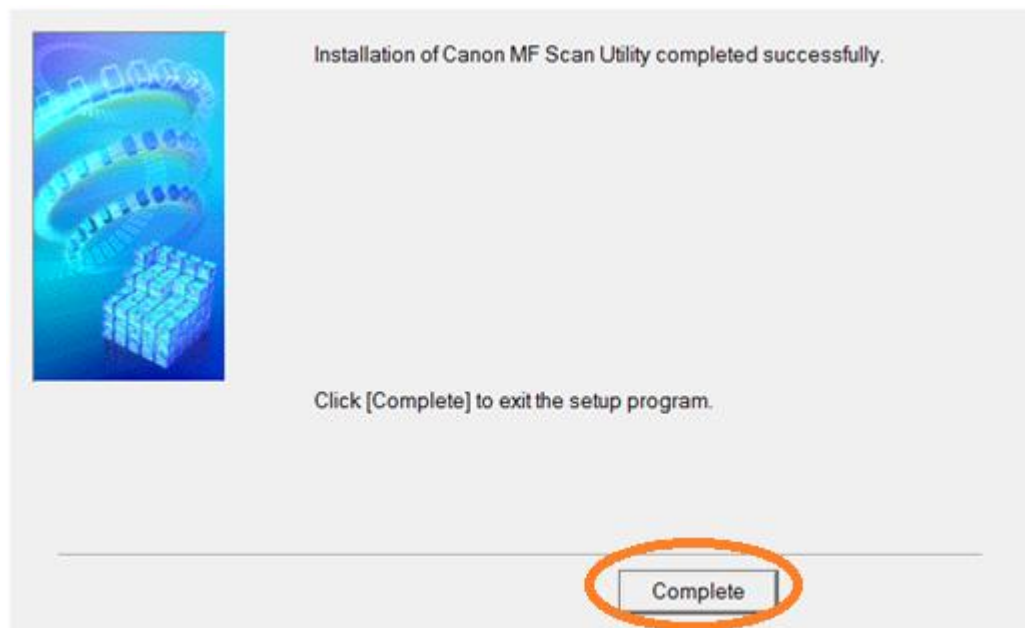 Installation of Canon MF Scan Utility completed successfully.
Click [Complete] to exit the setup program.
Complete